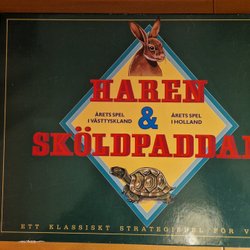 HAREN
ÅRETS SPEL
I VÄSTTYSKLAND
&
ÅRETS SPEL
I HOLLAND
SKÖLDPADDAN
ETT KLASSISKT STRATEGISPEL FÖR V